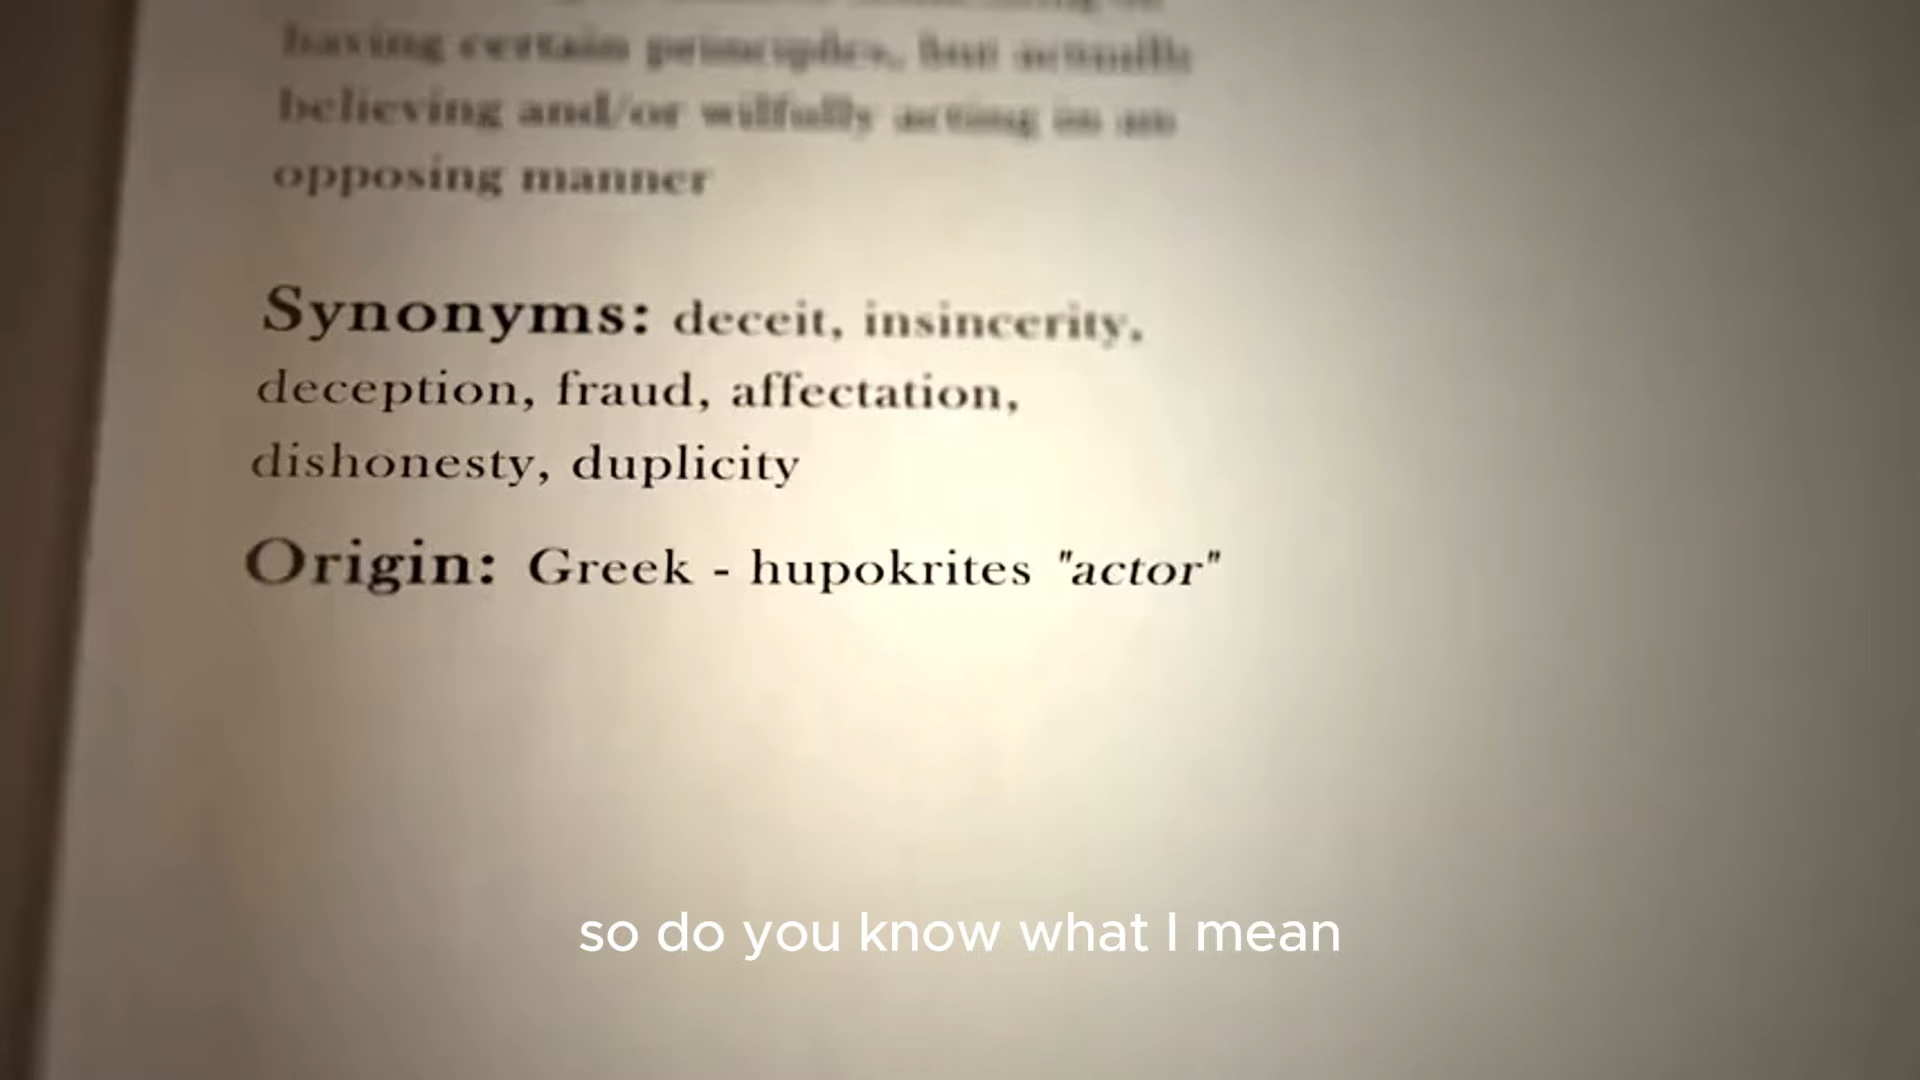 having certain principles, but actually
believing and/or wilfully acting in an
opposing manner
Synonyms: deceit, insincerity,
deception, fraud, affectation,
dishonesty, duplicity
Origin: Greek - hupokrites "actor"
so do you know what I mean